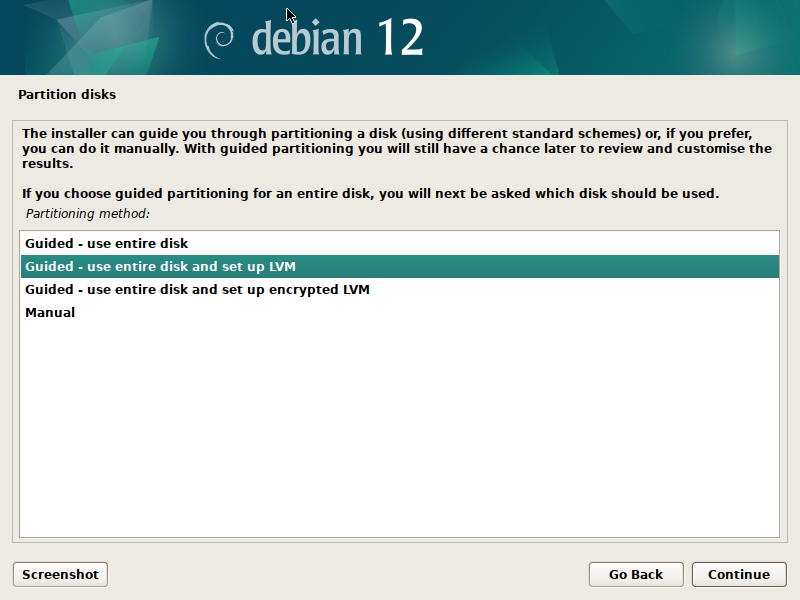 debian 12
Partition disks
The installer can guide you through partitioning a disk (using different standard schemes) or, if you prefer,
you can do it manually. With guided partitioning you will still have a chance later to review and customise the
results.
If you choose guided partitioning for an entire disk, you will next be asked which disk should be used.
Partitioning method:
Guided - use entire disk
Guided - use entire disk and set up LVM
Guided - use entire disk and set up encrypted LVM
Manual
Screenshot
Go Back
Continue